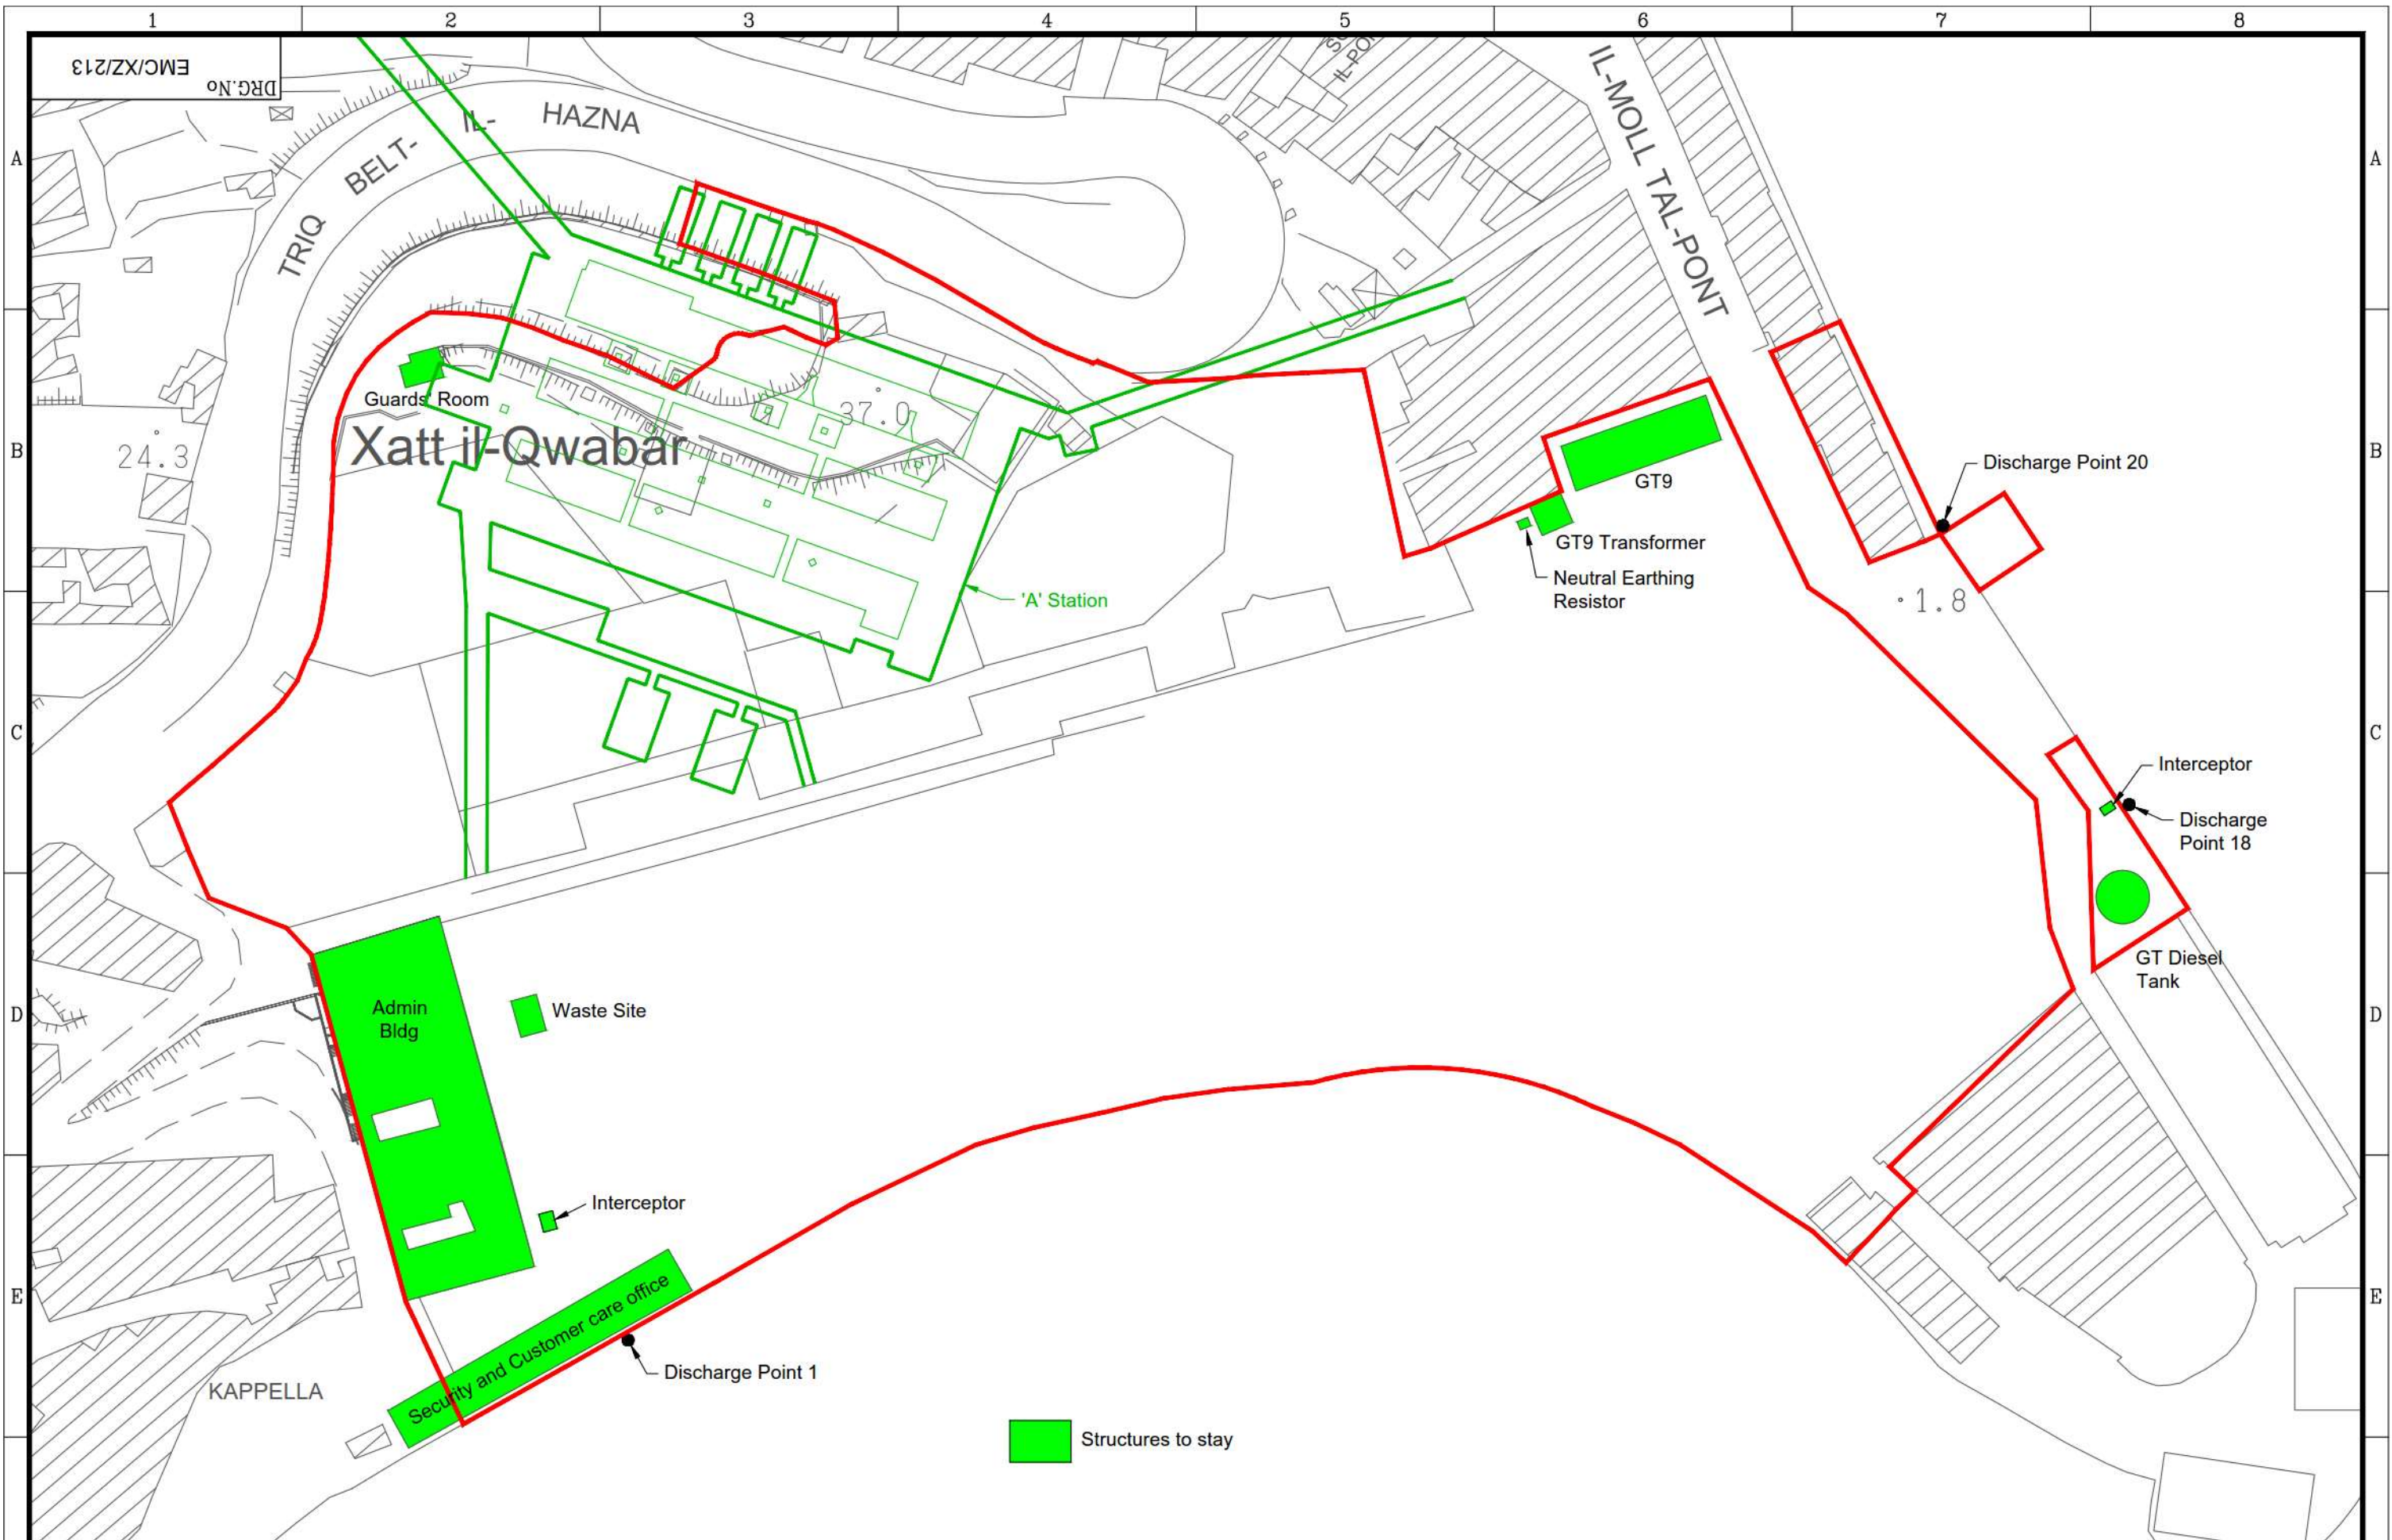 1 2 3 4 5 6 7 8
DRG.No
EMC/XZ/213
A
A
TRIQ BELT- IL- HAZNA
IL-MOLL TAL-PONT
Guards' Room
37.0
24.3
Xatt il-Qwabar
B
B
Discharge Point 20
GT9
GT9 Transformer
Neutral Earthing
Resistor
'A' Station
1.8
C
C
Interceptor
Discharge
Point 18
GT Diesel
Tank
D
D
Admin
Bldg
Waste Site
Interceptor
E
E
Security and Customer care office
Discharge Point 1
KAPPELLA
Structures to stay